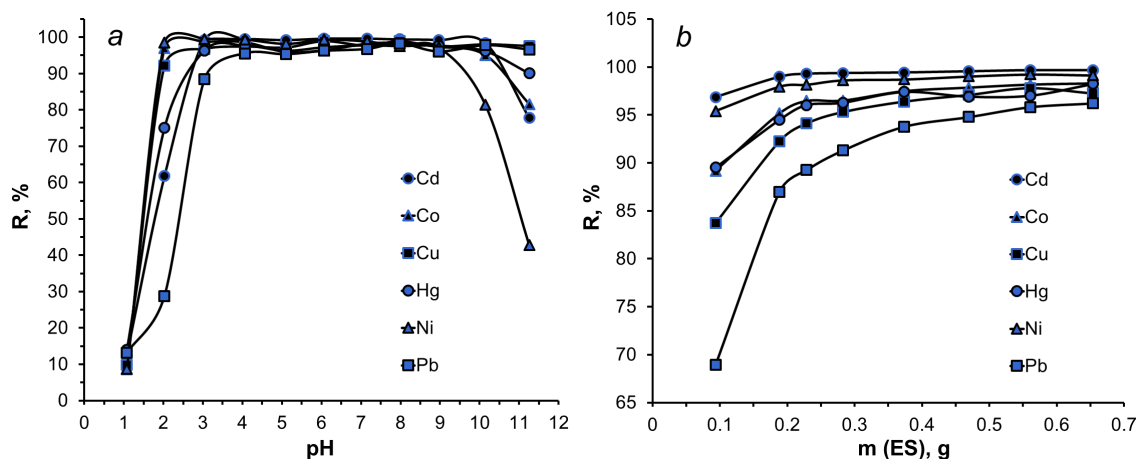 a
R, %
100
90
80
70
60
50
40
30
20
10
0
0 1 2 3 4 5 6 7 8 9 10 11 12
pH
Cd
Co
Cu
Hg
Ni
Pb
b
R, %
105
100
95
90
85
80
75
70
65
0 0.1 0.2 0.3 0.4 0.5 0.6 0.7
m (ES), g
Cd
Co
Cu
Hg
Ni
Pb